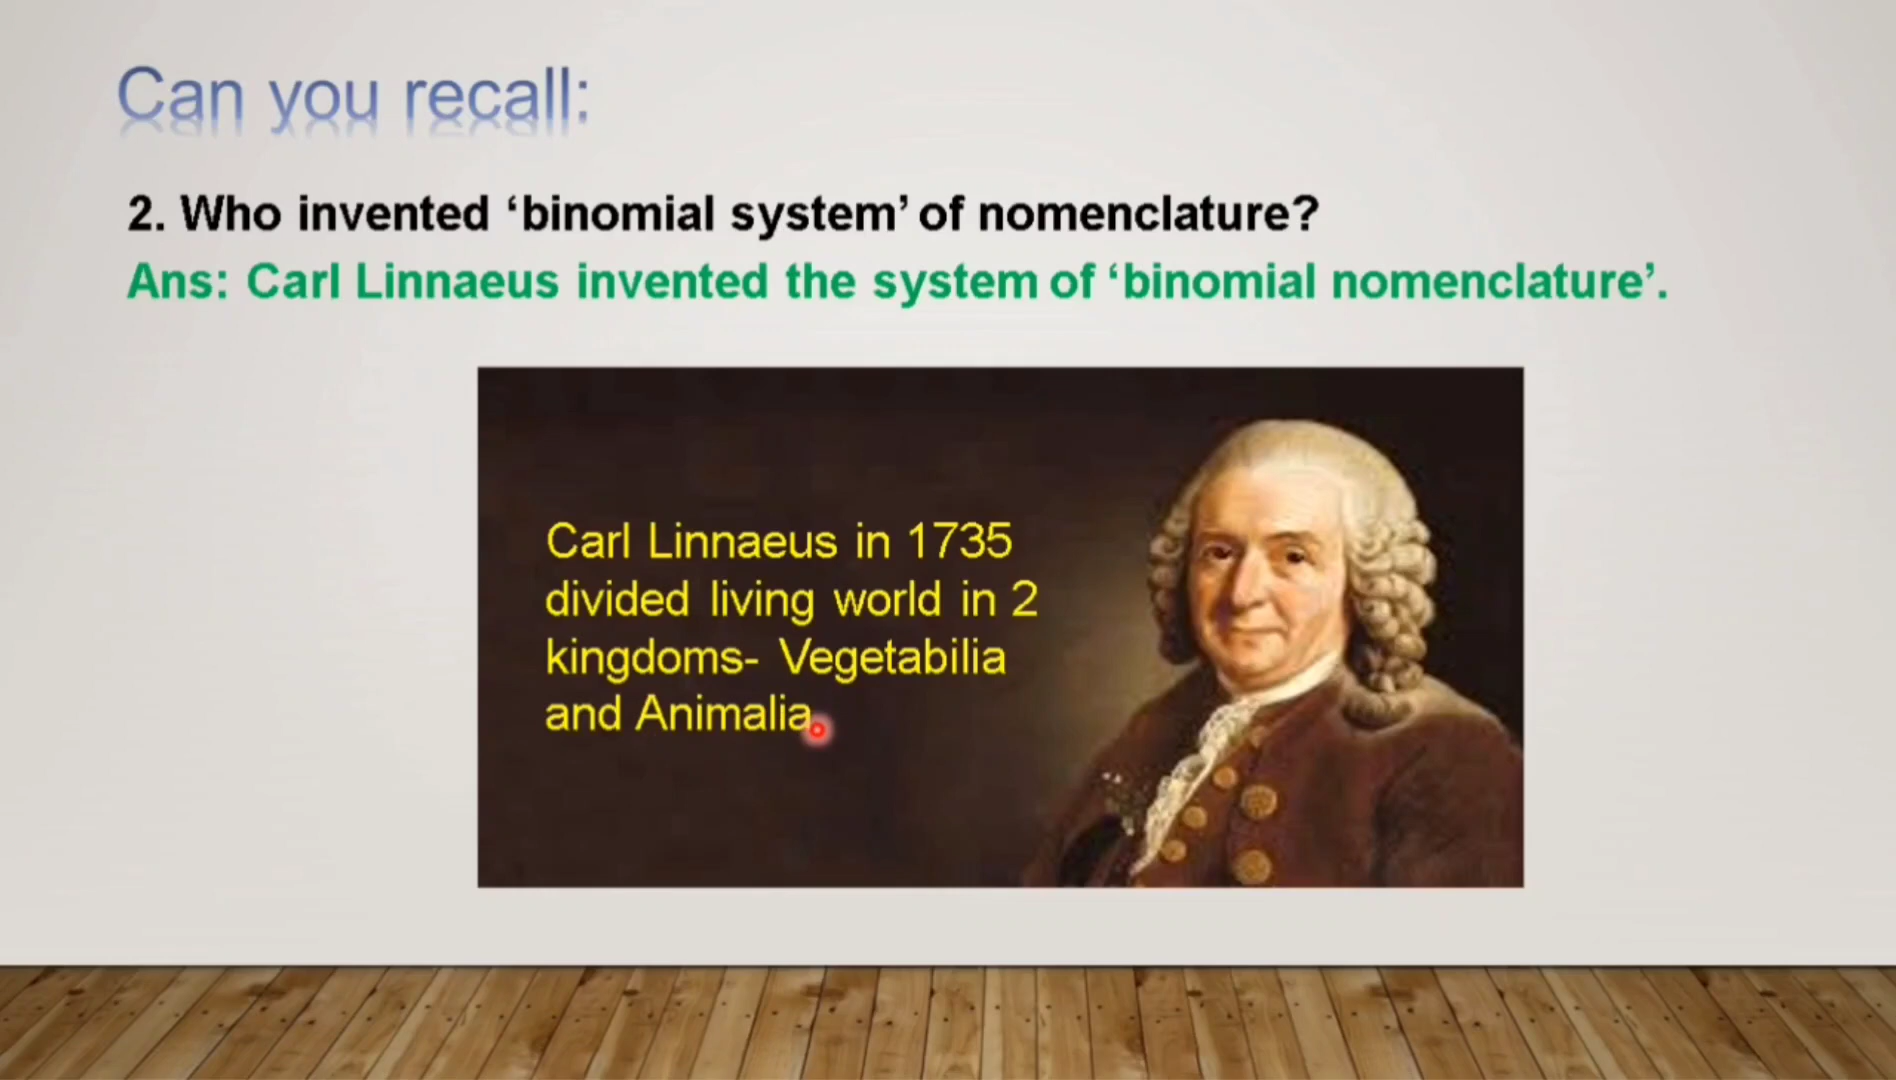 Can you recall:
2. Who invented ‘binomial system’ of nomenclature?
Ans: Carl Linnaeus invented the system of ‘binomial nomenclature’.
Carl Linnaeus in 1735
divided living world in 2
kingdoms- Vegetabilia
and Animalia